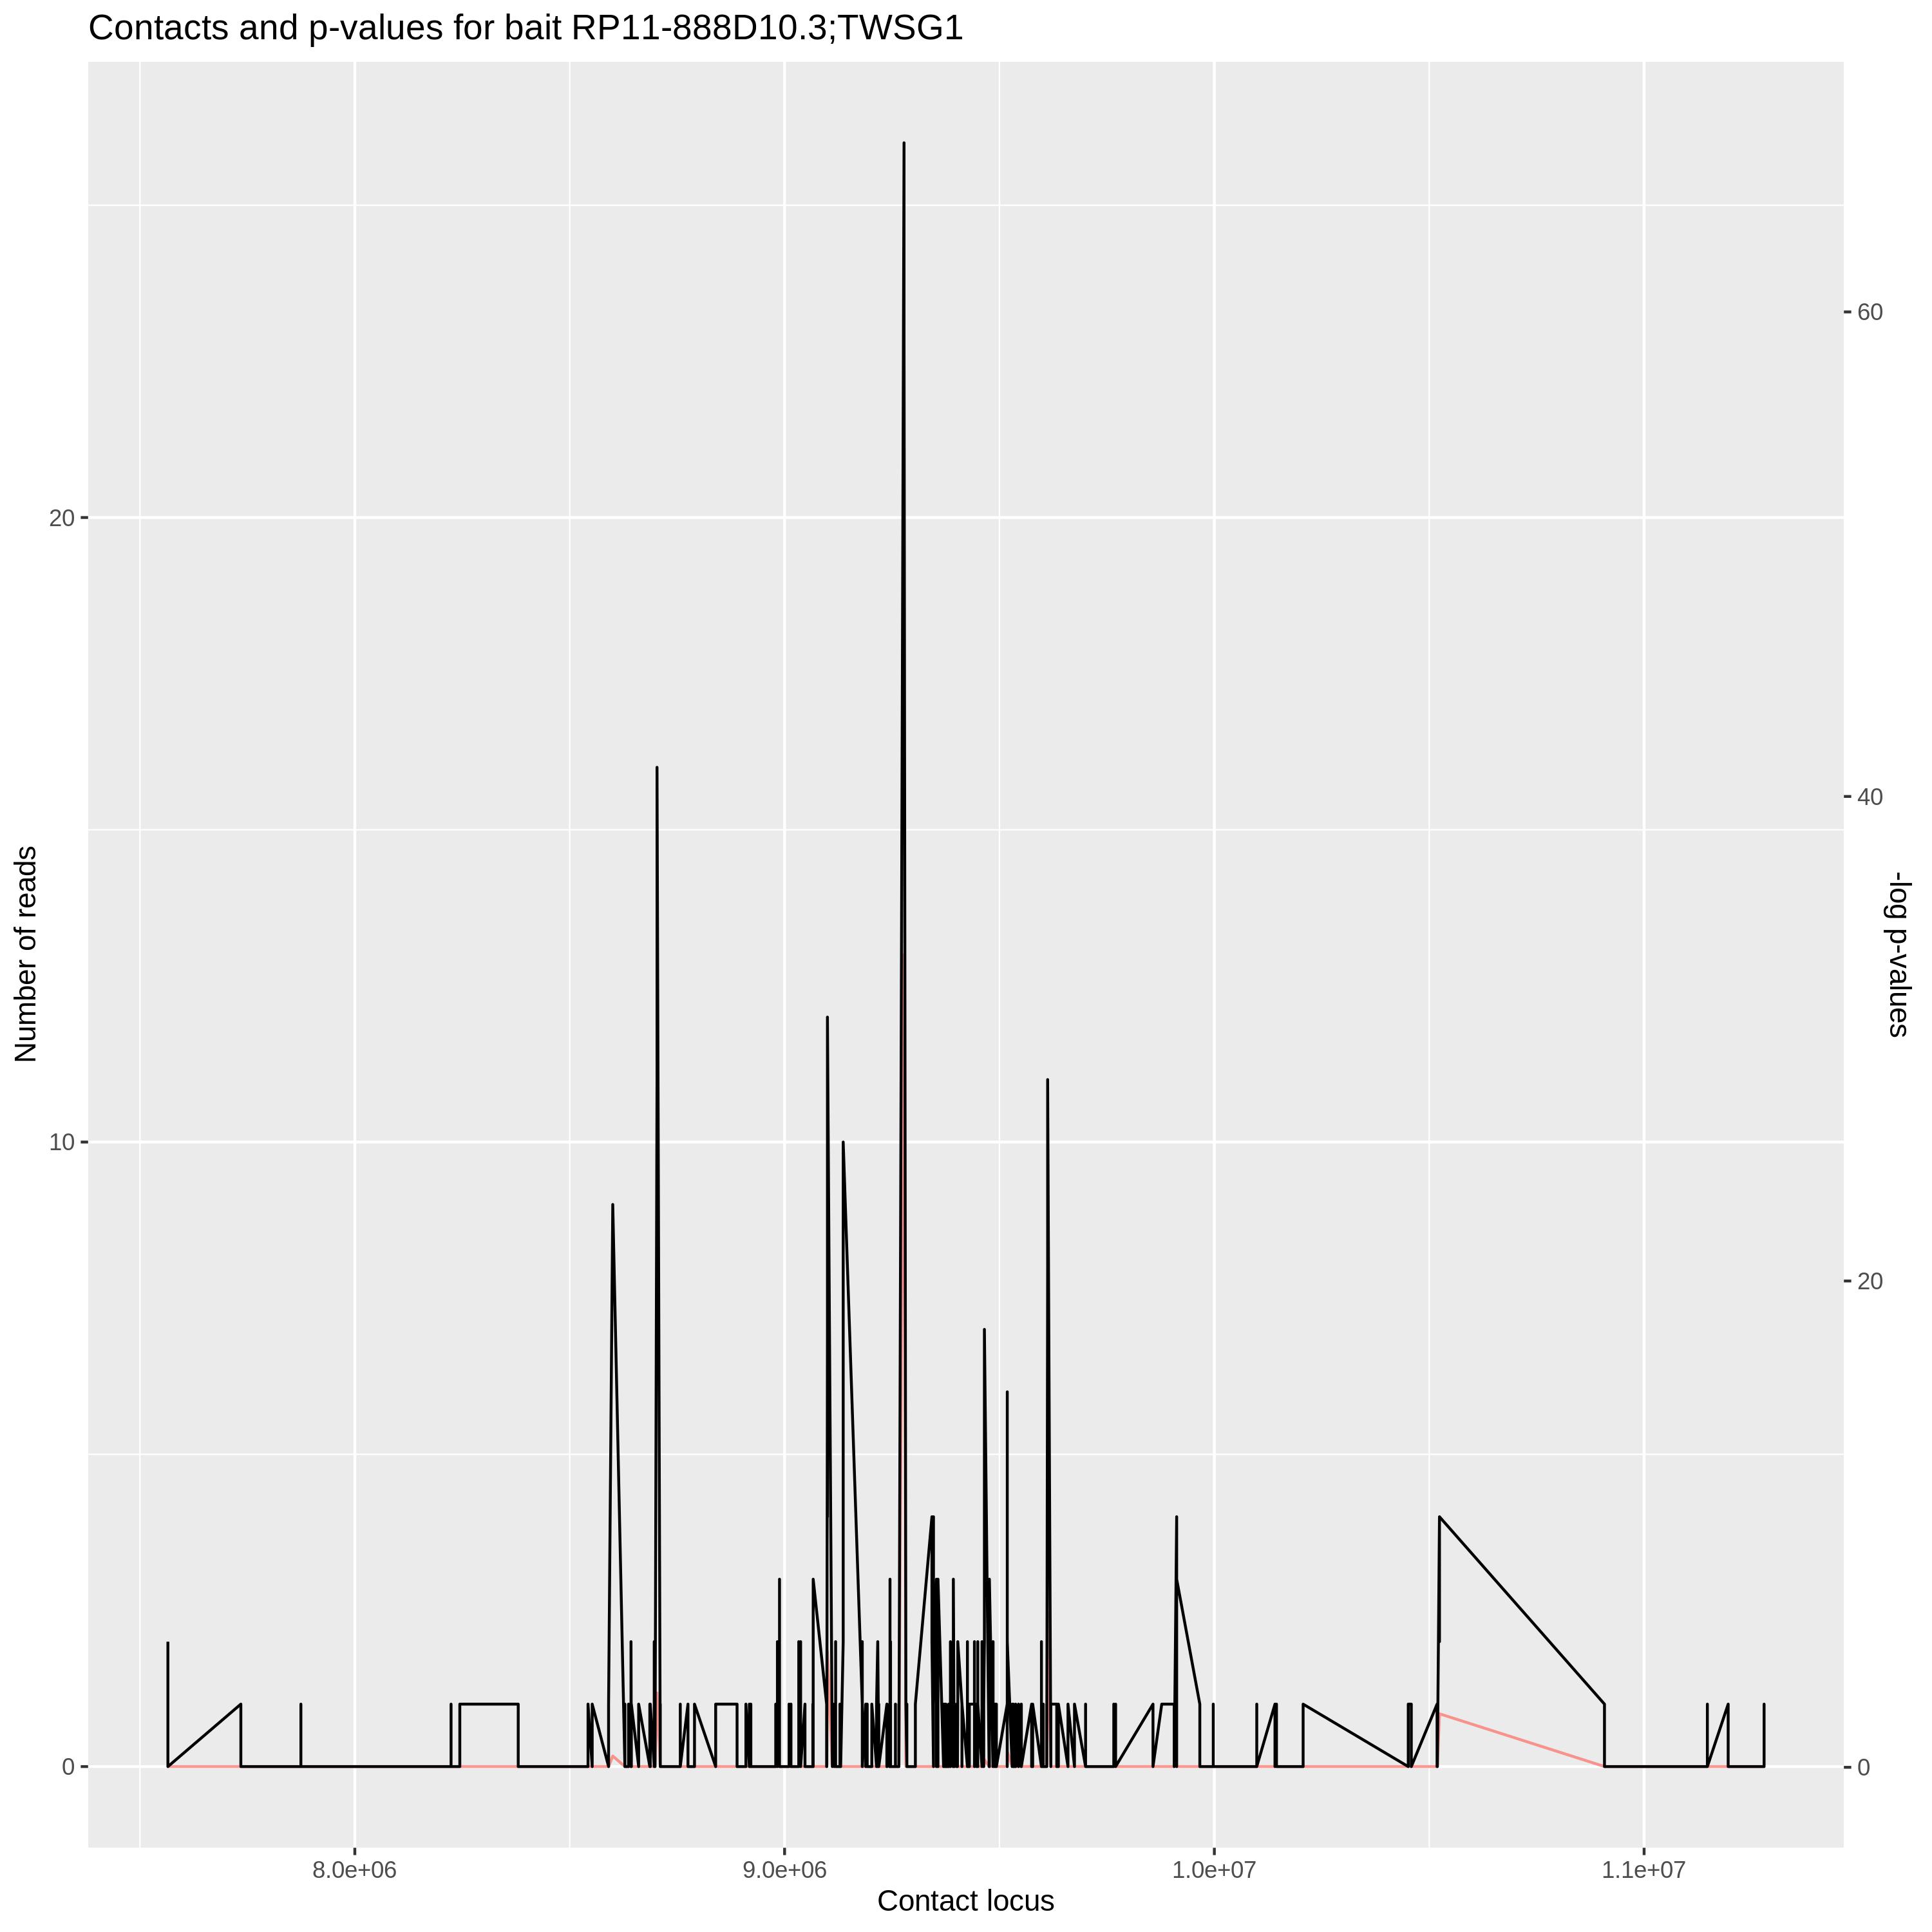 Contacts and p-values for bait RP11-888D10.3;TWSG1
Number of reads
20
10
0
60
40
20
0
-log p-values
8.0e+06
9.0e+06
1.0e+07
1.1e+07
Contact locus